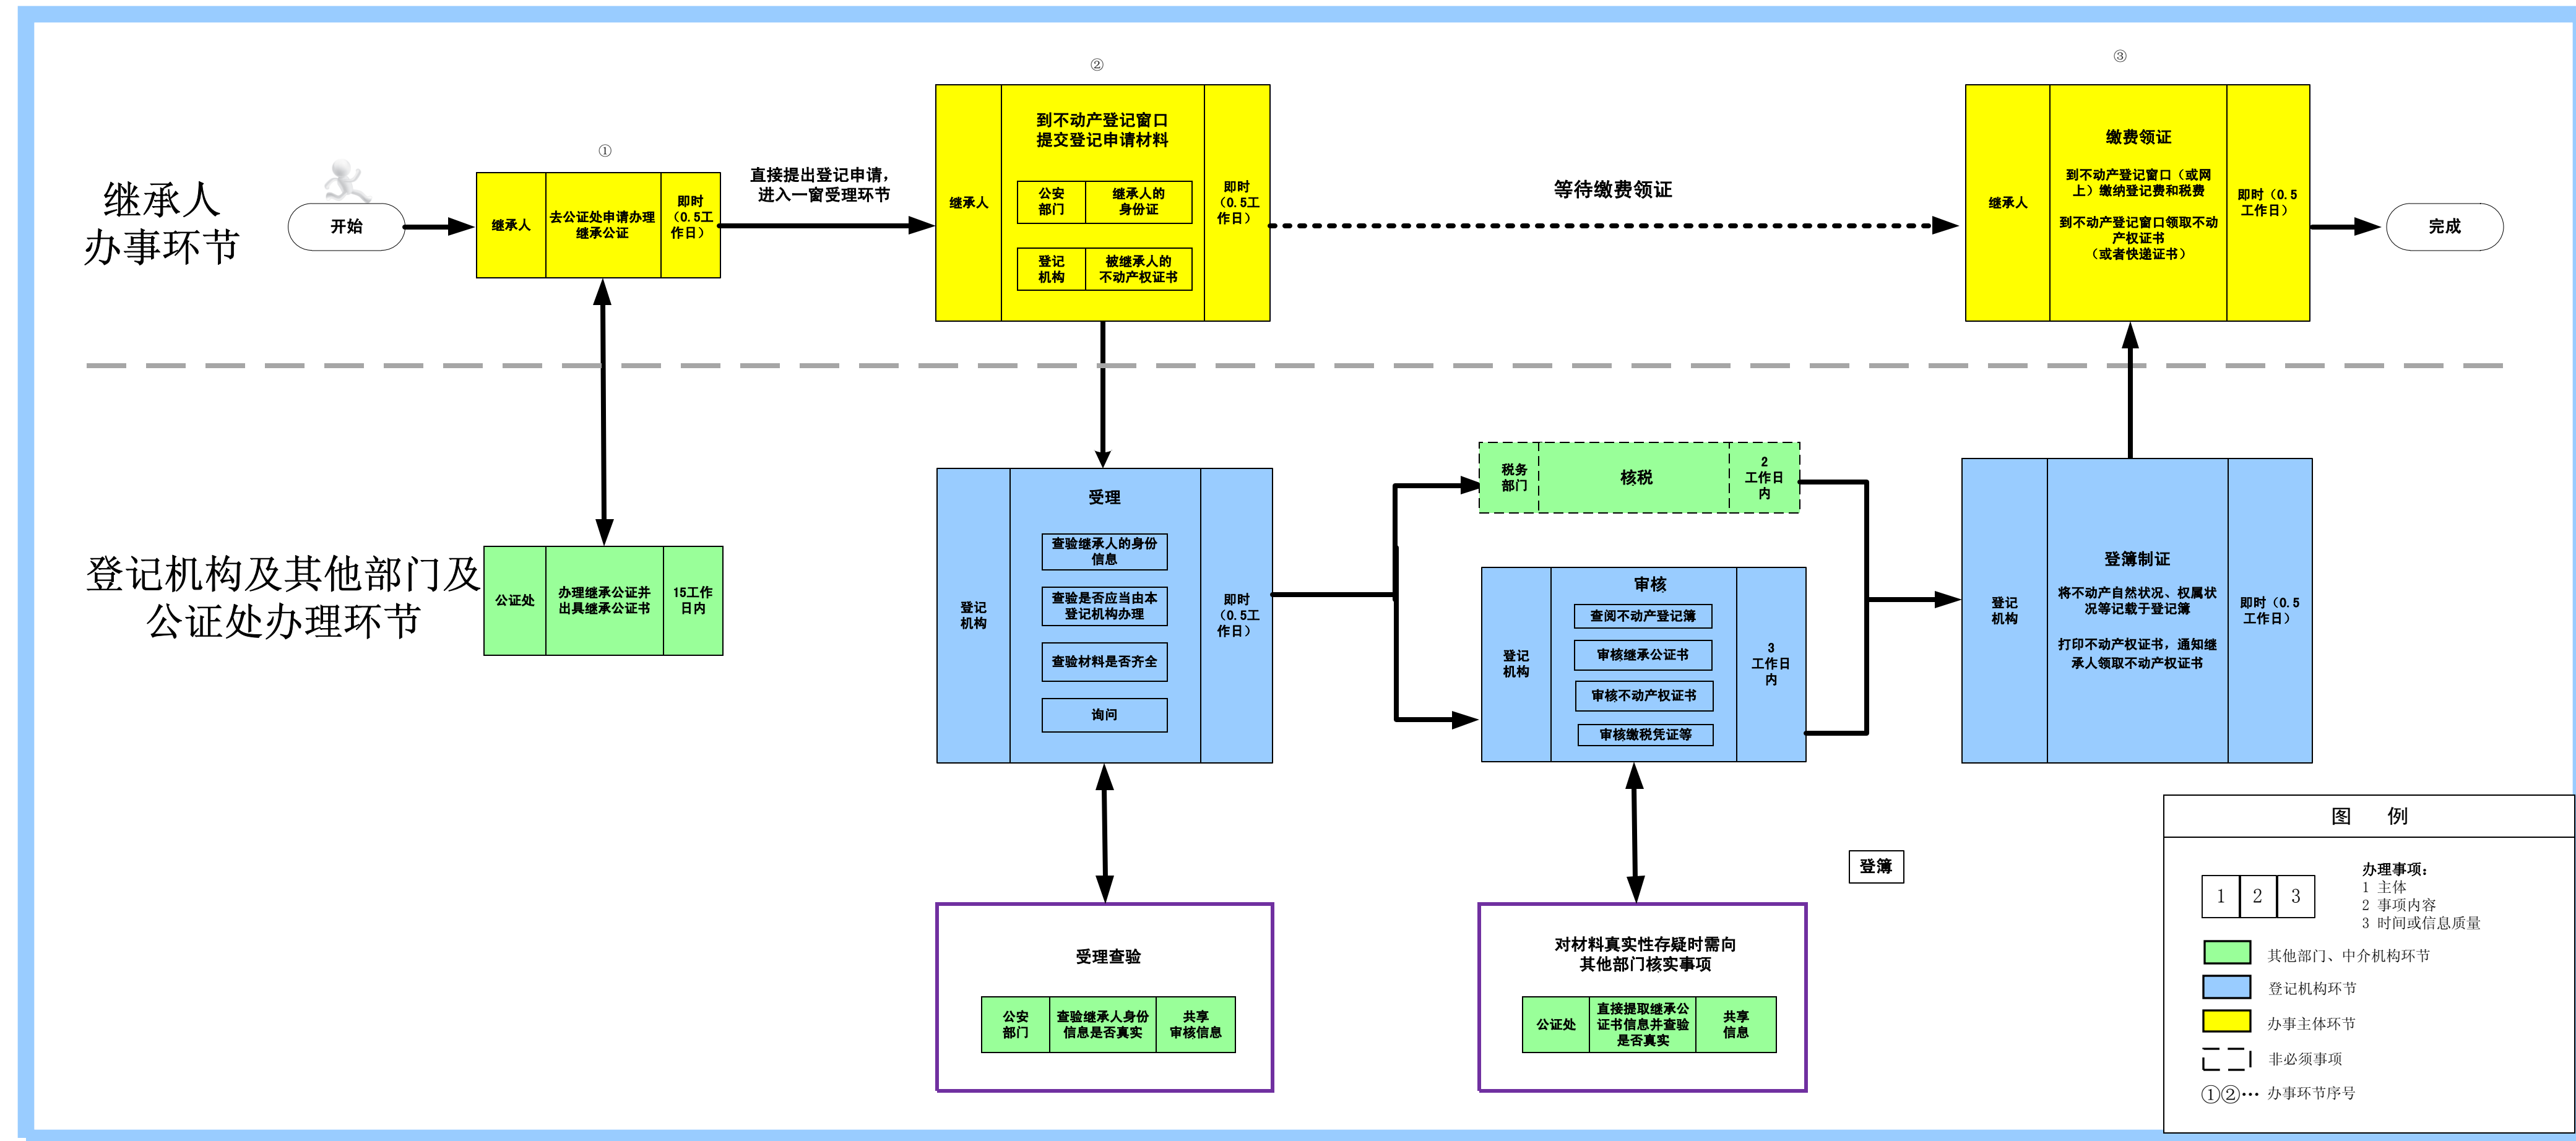 ①
②
③
继承人
办事环节
开始
继承人
去公证处申请办理
继承公证
即时
（0.5工
作日）
直接提出登记申请，
进入一窗受理环节
继承人
到不动产登记窗口
提交登记申请材料
公安
部门
继承人的
身份证
登记
机构
被继承人的
不动产权证书
即时
（0.5工
作日）
等待缴费领证
继承人
缴费领证
到不动产登记窗口（或网
上）缴纳登记费和税费
到不动产登记窗口领取不动
产权证书
（或者快递证书）
即时（0.5
工作日）
完成
登记机构及其他部门及
公证处办理环节
公证处
办理继承公证并
出具继承公证书
15工作
日内
登记
机构
受理
查验继承人的身份
信息
查验是否应当由本
登记机构办理
查验材料是否齐全
询问
即时
（0.5工
作日）
税务
部门
核税
2
工作日
内
登记
机构
审核
查阅不动产登记簿
审核继承公证书
审核不动产权证书
审核缴税凭证等
3
工作日
内
登记
机构
登簿制证
将不动产自然状况、权属状
况等记载于登记簿
打印不动产权证书，通知继
承人领取不动产权证书
即时（0.5
工作日）
受理查验
公安
部门
查验继承人身份
信息是否真实
共享
审核信息
对材料真实性存疑时需向
其他部门核实事项
公证处
直接提取继承公
证书信息并查验
是否真实
共享
信息
登簿
图 例
1 2 3
办理事项：
1 主体
2 事项内容
3 时间或信息质量
其他部门、中介机构环节
登记机构环节
办事主体环节
非必须事项
①②… 办事环节序号